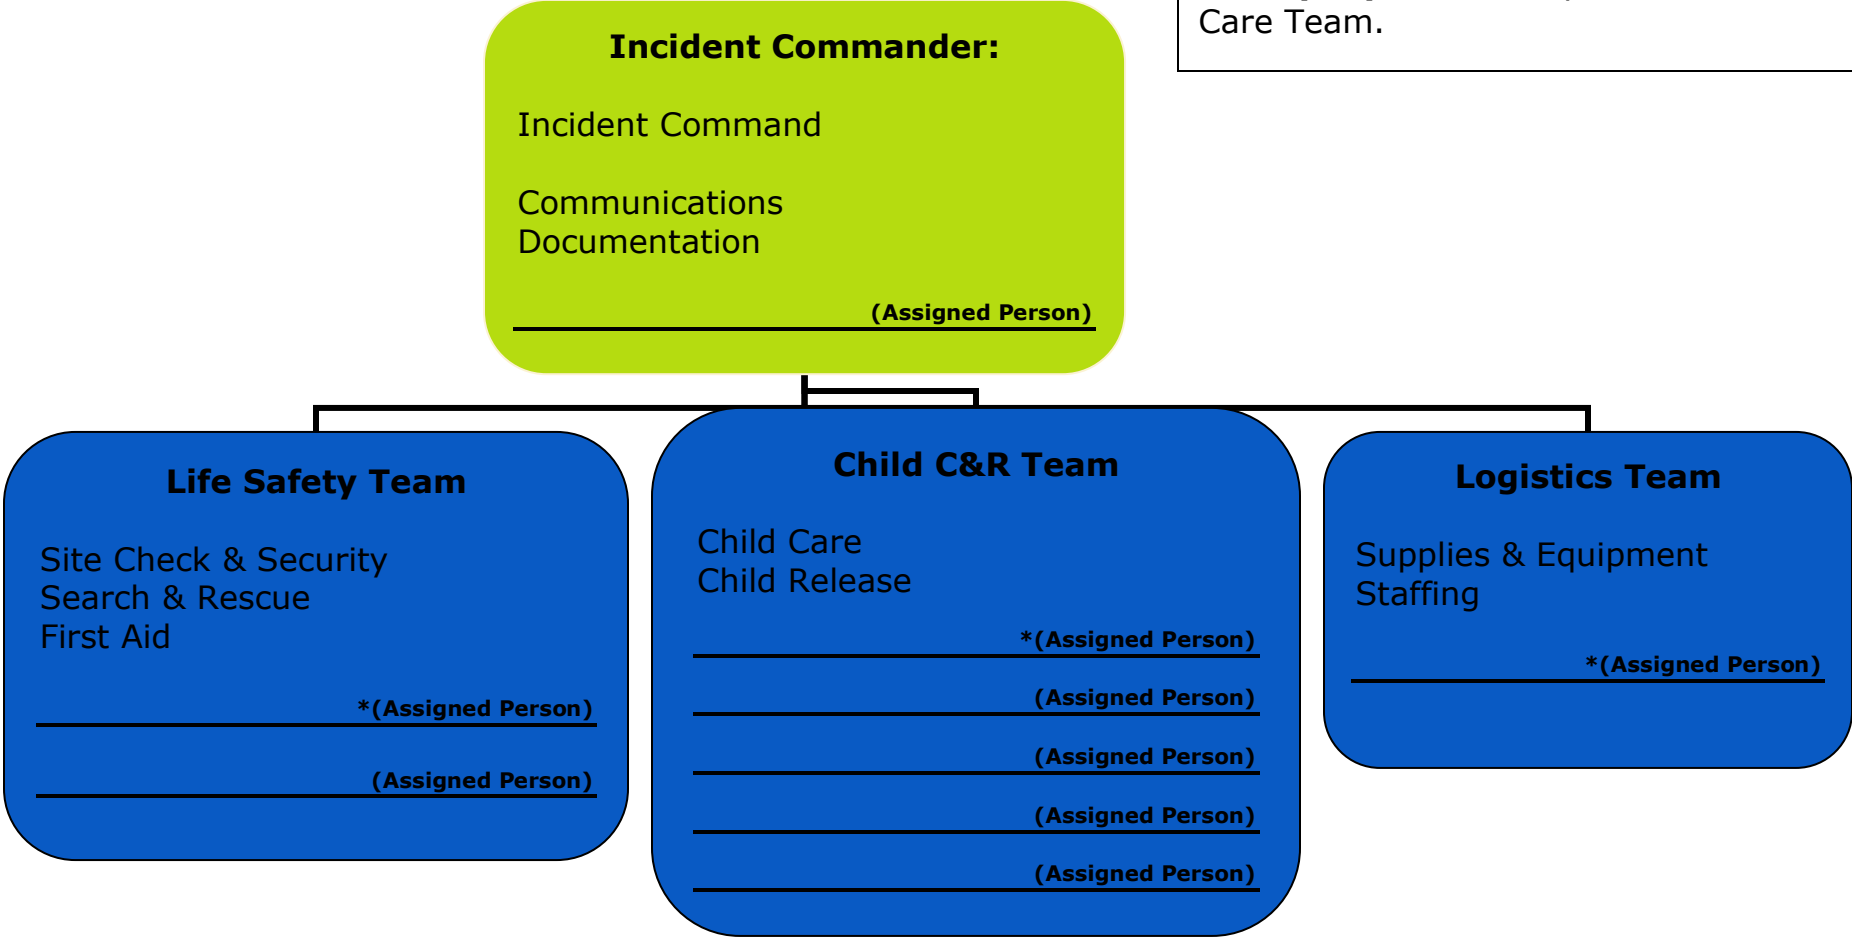 Care Team.
Incident Commander:
Incident Command
Communications
Documentation
(Assigned Person)
Life Safety Team
Site Check & Security
Search & Rescue
First Aid
*(Assigned Person)
(Assigned Person)
Child C&R Team
Child Care
Child Release
*(Assigned Person)
(Assigned Person)
(Assigned Person)
(Assigned Person)
(Assigned Person)
Logistics Team
Supplies & Equipment
Staffing
*(Assigned Person)